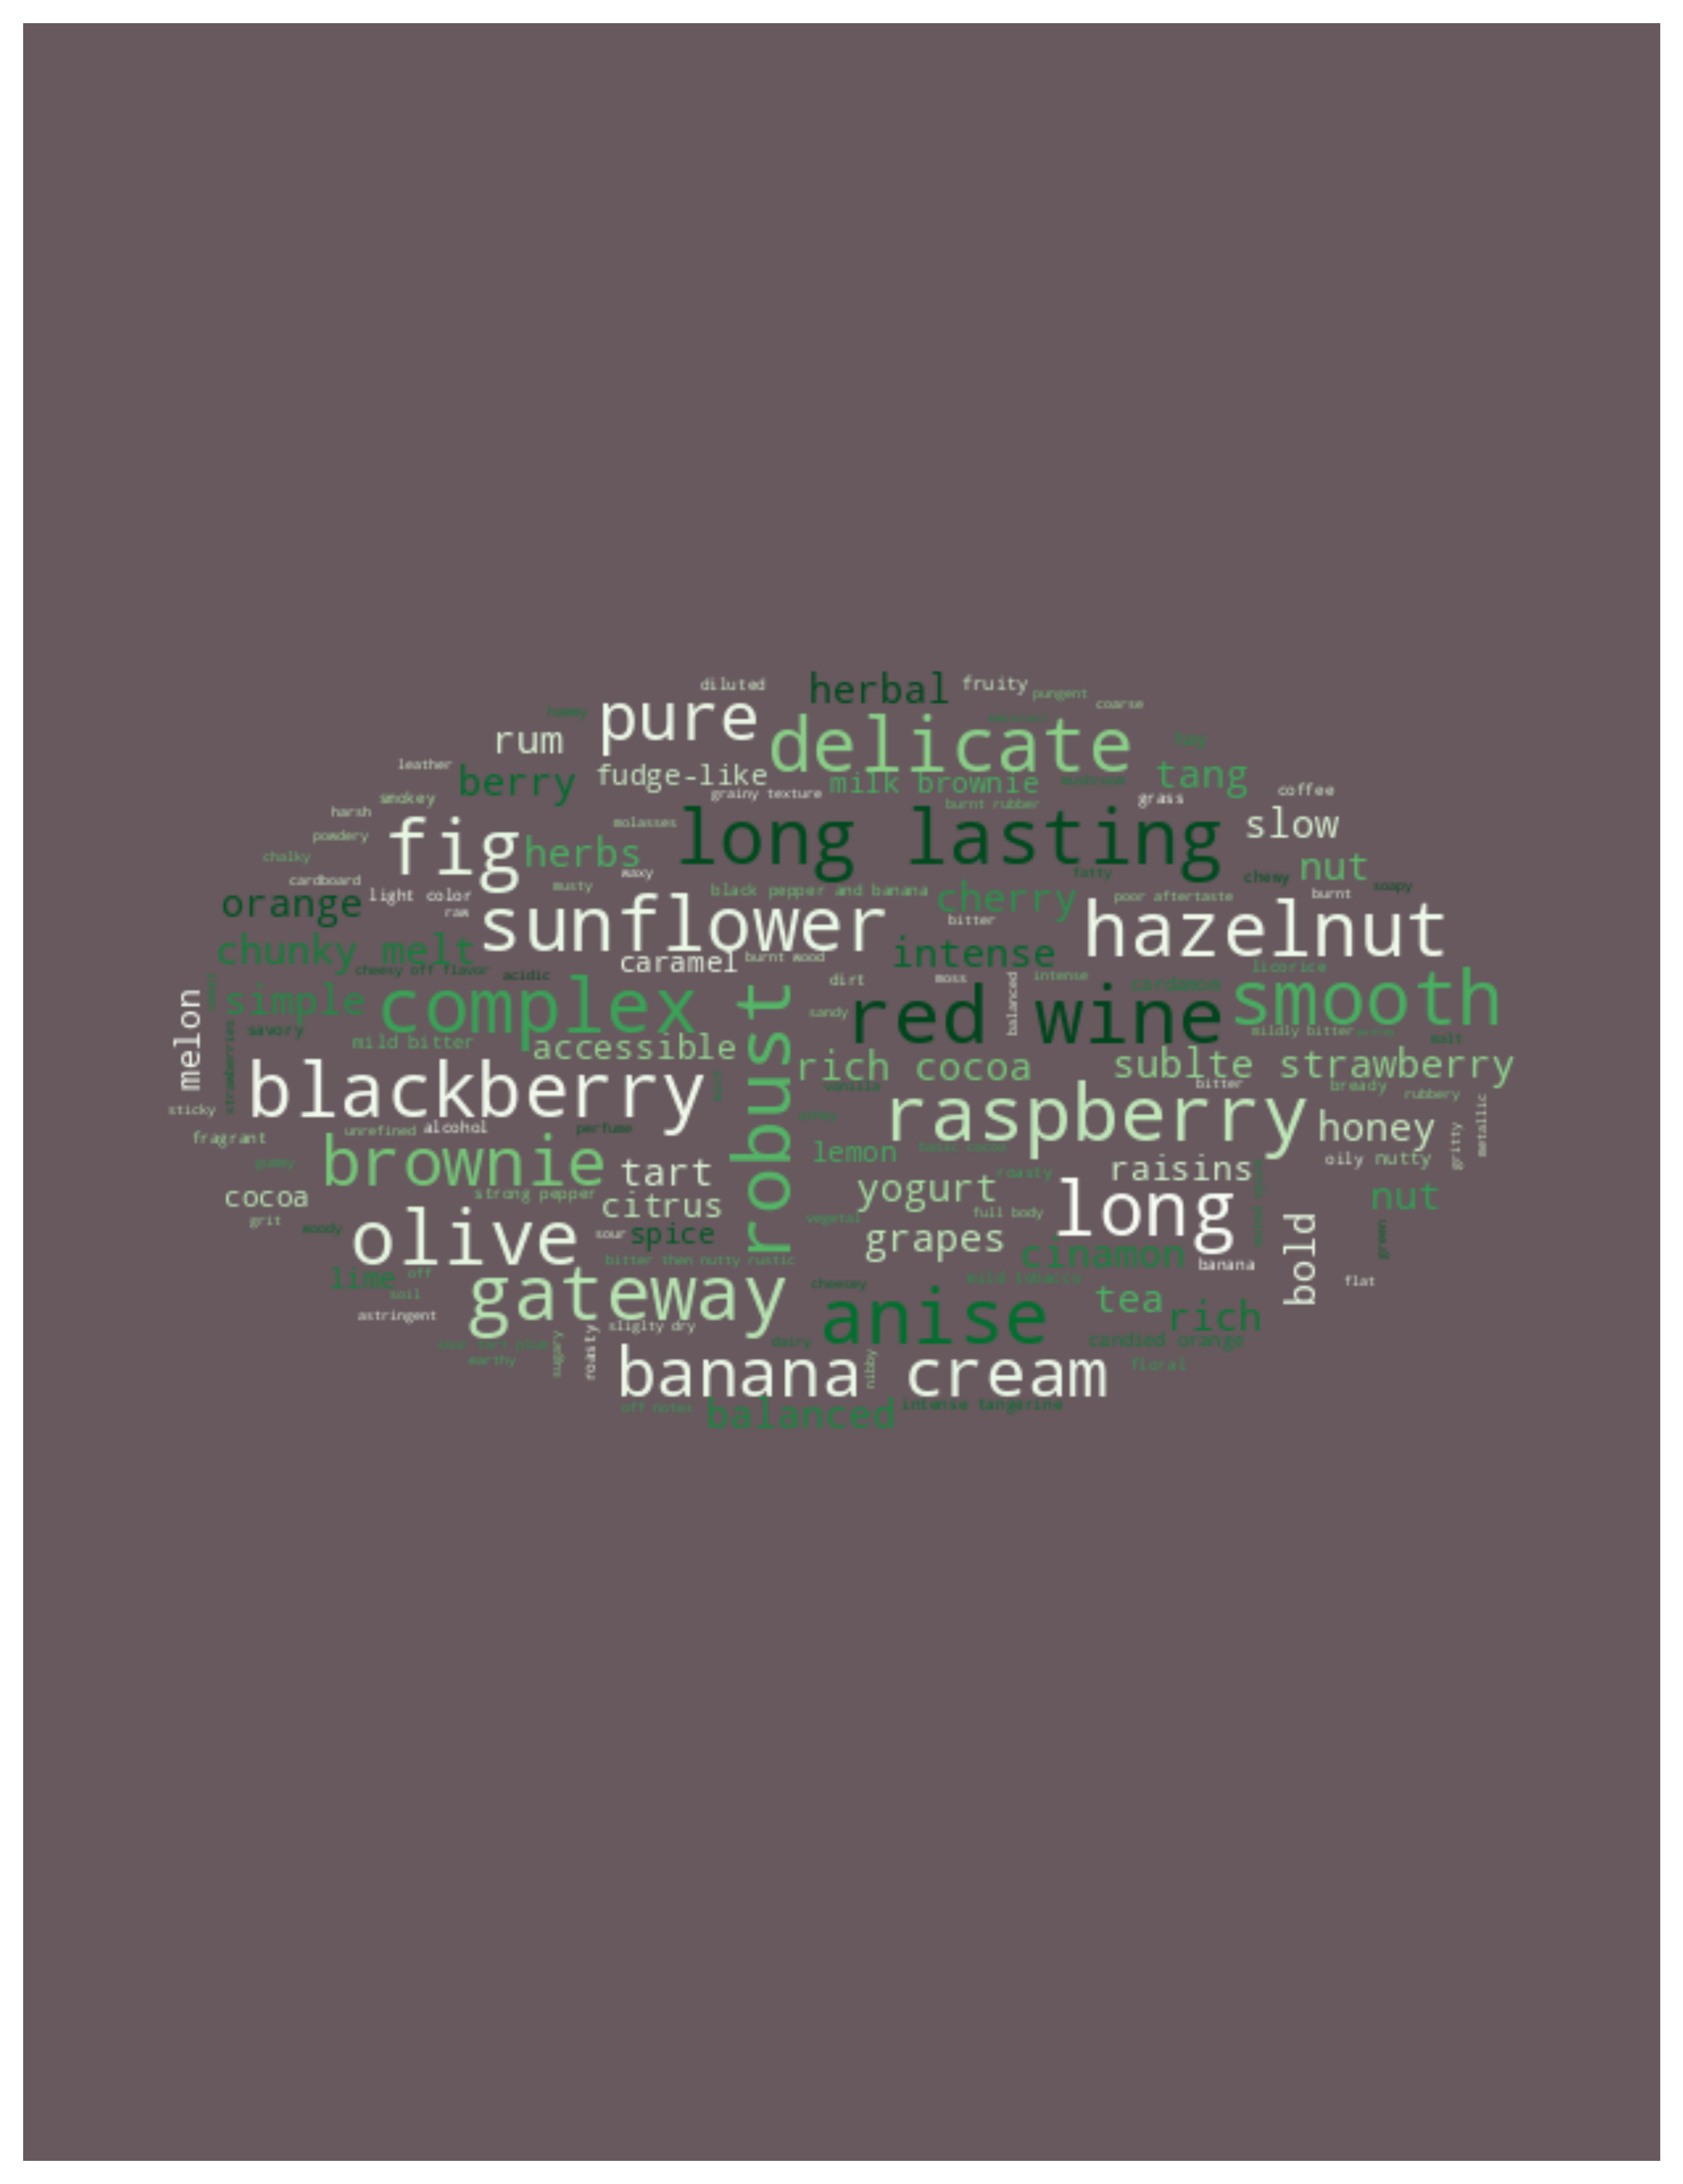 diluted
herbal
fruity
pungent
coarse
pure
rum
delicate
leather
berry
fudge-like
milk brownie
tang
grainy texture
smokey
grass
coffee
harsh
burnt rubber
molasses
long lasting
slow
powdery
fig
herbs
chalky
nut
waxy
fatty
cardboard
chewy
musty
light color
black pepper and banana
cherry
poor aftertaste
burnt
soapy
orange
raw
sunflower
bitter
hazelnut
chunky melt
intense
caramel
burnt wood
licorice
cheesy off flavor
acidic
dirt
moss
intense
cardamom
balanced
simple
complex
smooth
melon
robust
sandy
red wine
savory
mildly bitter
malt
mild bitter
accessible
rich cocoa
sublte strawberry
strawberries
vanilla
bitter
bready
rubbery
blackberry
raspberry
sticky
metallic
fragrant
unrefined
alcohol
perfume
honey
gritty
gummy
brownie
tart
lemon
basic cocoa
oily
nutty
raisins
roasty
cocoa
strong pepper
citrus
yogurt
long
nut
grit
woody
olive
sour
spice
vegetal
full body
grapes
cinamon
bold
green
bitter then nutty
rustic
banana
flat
lime
off
soil
gateway
cheesey
mild tobacco
astringent
anise
tea
rich
sliglty dry
candied orange
dairy
earthy
sugary
roasty
banana cream
nibby
floral
off notes
balanced
intense tangerine